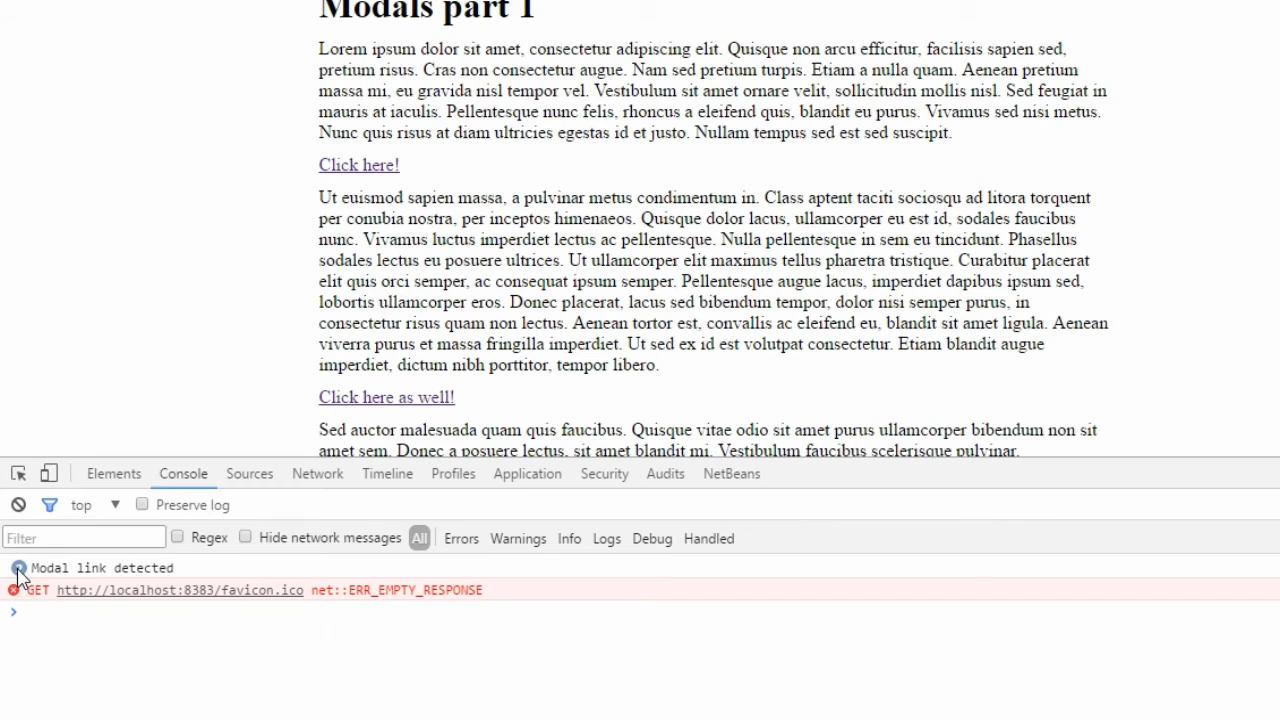 Modals part 1
Lorem ipsum dolor sit amet, consectetur adipiscing elit. Quisque non arcu efficitur, facilisis sapien sed,
pretium risus. Cras non consectetur augue. Nam sed pretium turpis. Etiam a nulla quam. Aenean pretium
massa mi, eu gravida nisl tempor vel. Vestibulum sit amet ornare velit, sollicitudin mollis nisl. Sed feugiat in
mauris at iaculis. Pellentesque nunc felis, rhoncus a eleifend quis, blandit eu purus. Vivamus sed nisi metus.
Nunc quis risus at diam ultricies egestas id et justo. Nullam tempus sed est sed suscipit.
Click here!
Ut euismod sapien massa, a pulvinar metus condimentum in. Class aptent taciti sociosqu ad litora torquent
per conubia nostra, per inceptos himenaeos. Quisque dolor lacus, ullamcorper eu est id, sodales faucibus
nunc. Vivamus luctus imperdiet lectus ac pellentesque. Nulla pellentesque in sem eu tincidunt. Phasellus
sodales lectus eu posuere ultrices. Ut ullamcorper elit maximus tellus pharetra tristique. Curabitur placerat
elit quis orci semper, ac consequat ipsum semper. Pellentesque augue lacus, imperdiet dapibus ipsum sed,
lobortis ullamcorper eros. Donec placerat, lacus sed bibendum tempor, dolor nisi semper purus, in
consectetur risus quam non lectus. Aenean tortor est, convallis ac eleifend eu, blandit sit amet ligula. Aenean
viverra purus et massa fringilla imperdiet. Ut sed ex id est volutpat consectetur. Etiam blandit augue
imperdiet, dictum nibh porttitor, tempor libero.
Click here as well!
Sed auctor malesuada quam quis faucibus. Quisque vitae odio sit amet purus ullamcorper bibendum non sit
amet sem. Donec a posuere lectus, sit amet blandit mi. Vestibulum faucibus scelerisque pulvinar.
Elements Console Sources Network Timeline Profiles Application Security Audits NetBeans
top Preserve log
Filter Regex Hide network messages All Errors Warnings Info Logs Debug Handled
Modal link detected
GET http://localhost:8383/favicon.ico net::ERR_EMPTY_RESPONSE